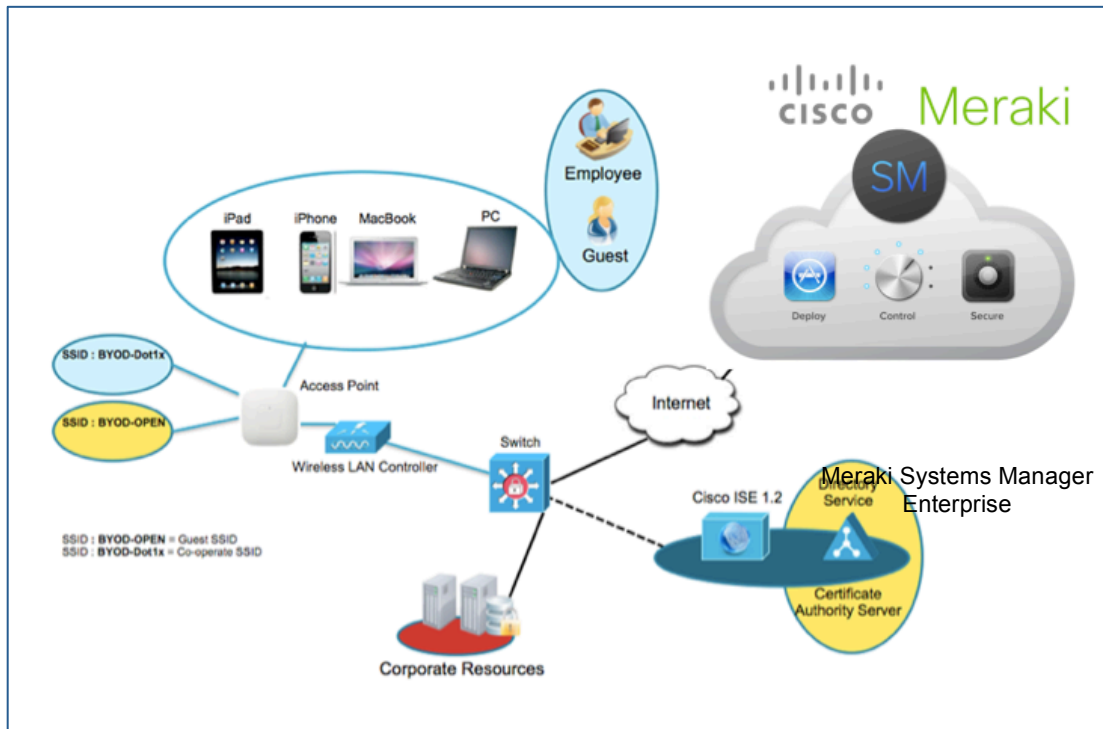 CISCO Meraki
SM
Deploy Control Secure
Employee
Guest
iPad iPhone MacBook PC
SSID : BYOD-Dot1x
SSID : BYOD-OPEN
Access Point
Wireless LAN Controller
Switch
Internet
Cisco ISE 1.2
Directory
Service
Meraki Systems Manager
Enterprise
Certificate
Authority Server
SSID : BYOD-OPEN = Guest SSID
SSID : BYOD-Dot1x = Co-operate SSID
Corporate Resources